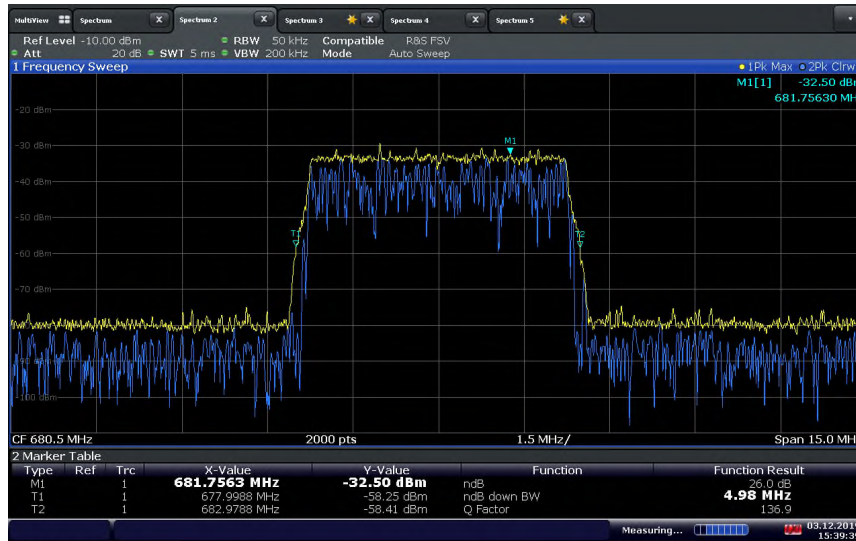 MultiView Spectrum X Spectrum 2 X Spectrum 3 X Spectrum 4 X Spectrum 5 X
Ref Level -10.00 dBm RBW 50 kHz Compatible R&S FSV
Att 20 dB SWT 5 ms VBW 200 kHz Mode Auto Sweep
1 Frequency Sweep 1Pk Max 2Pk Clrw
M1[1] -32.50 dBm
681.75630 MH
-20 dBm
-30 dBm
M1
-40 dBm
-50 dBm
T1 T2
-60 dBm
-70 dBm
-100 dBm
CF 680.5 MHz 2000 pts 1.5 MHz/ Span 15.0 MH
2 Marker Table
Type Ref Trc X-Value Y-Value Function Function Result
M1 1 681.7563 MHz -32.50 dBm ndB 26.0 dB
T1 1 677.9988 MHz -58.25 dBm ndB down BW 4.98 MHz
T2 1 682.9788 MHz -58.41 dBm Q Factor 136.9
Measuring... 03.12.201
15:39:39